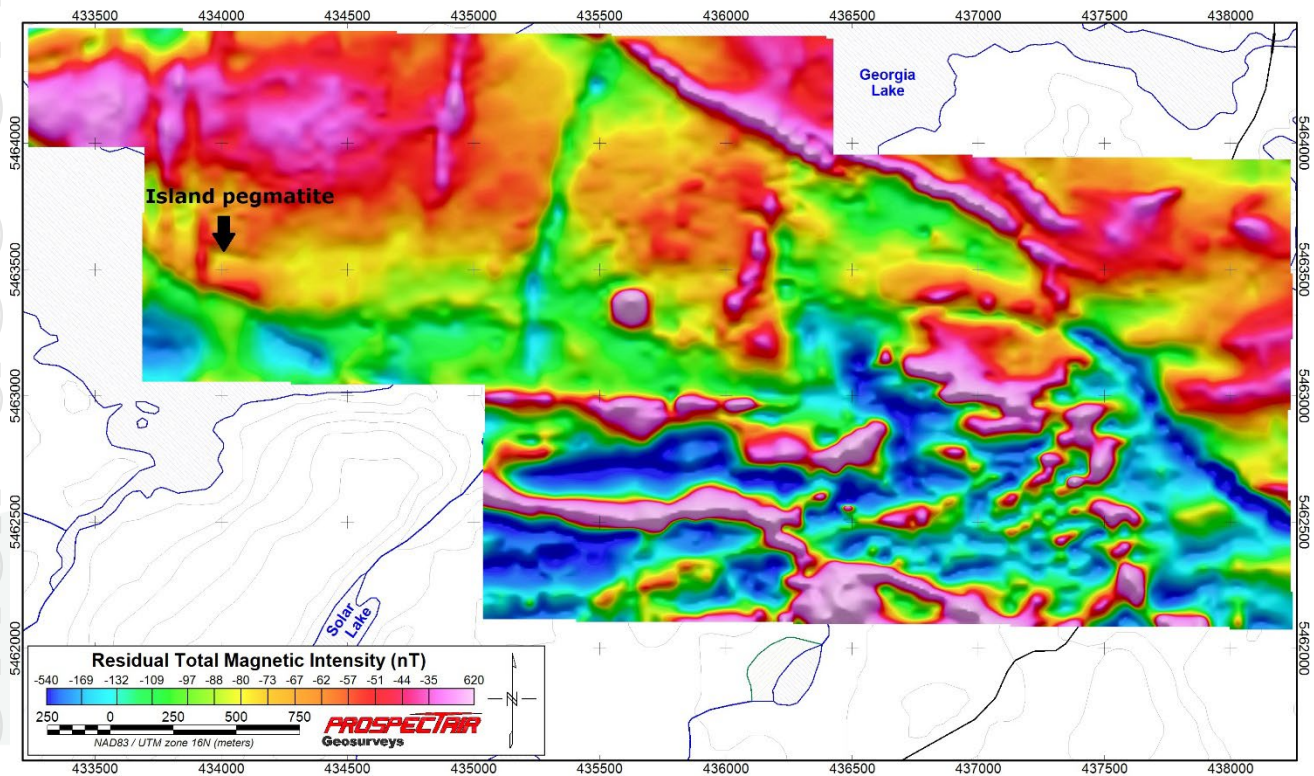 433500 434000 434500 435000 435500 436000 436500 437000 437500 438000
Georgia
Lake
5464000
5464000
Island pegmatite
5463500
5463500
5463000
5463000
5462500
5462500
Solar
Lake
5462000
5462000
Residual Total Magnetic Intensity (nT)
-540 -169 -132 -109 -97 -88 -80 -73 -67 -62 -57 -51 -44 -35 620
250 0 250 500 750
NAD83 / UTM zone 16N (meters)
PROSPECTAIR
Geosurveys
N
433500 434000 434500 435000 435500 436000 436500 437000 437500 438000